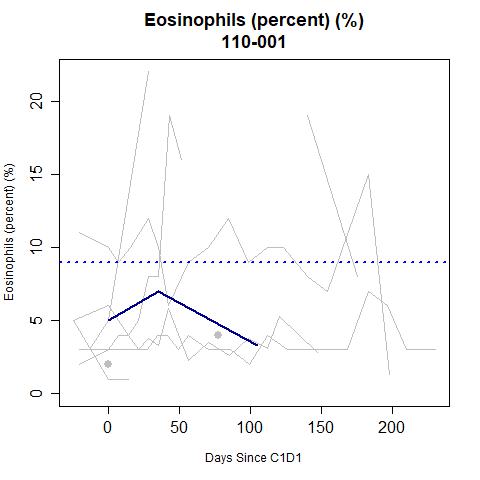 Eosinophils (percent) (%)
110-001
Eosinophils (percent) (%)
20
15
10
5
0
0 50 100 150 200
Days Since C1D1